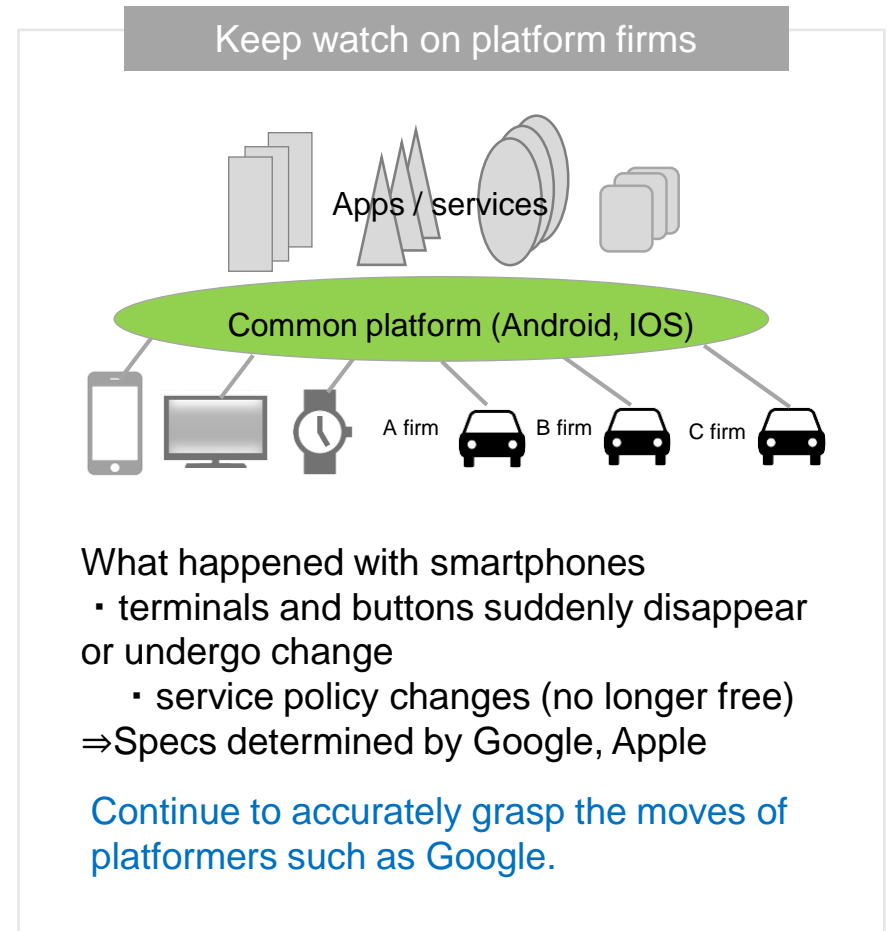 Keep watch on platform firms
Apps / services
Common platform (Android, IOS)
A firm
B firm
C firm
What happened with smartphones
・terminals and buttons suddenly disappear
or undergo change
・service policy changes (no longer free)
⇒Specs determined by Google, Apple
Continue to accurately grasp the moves of
platformers such as Google.